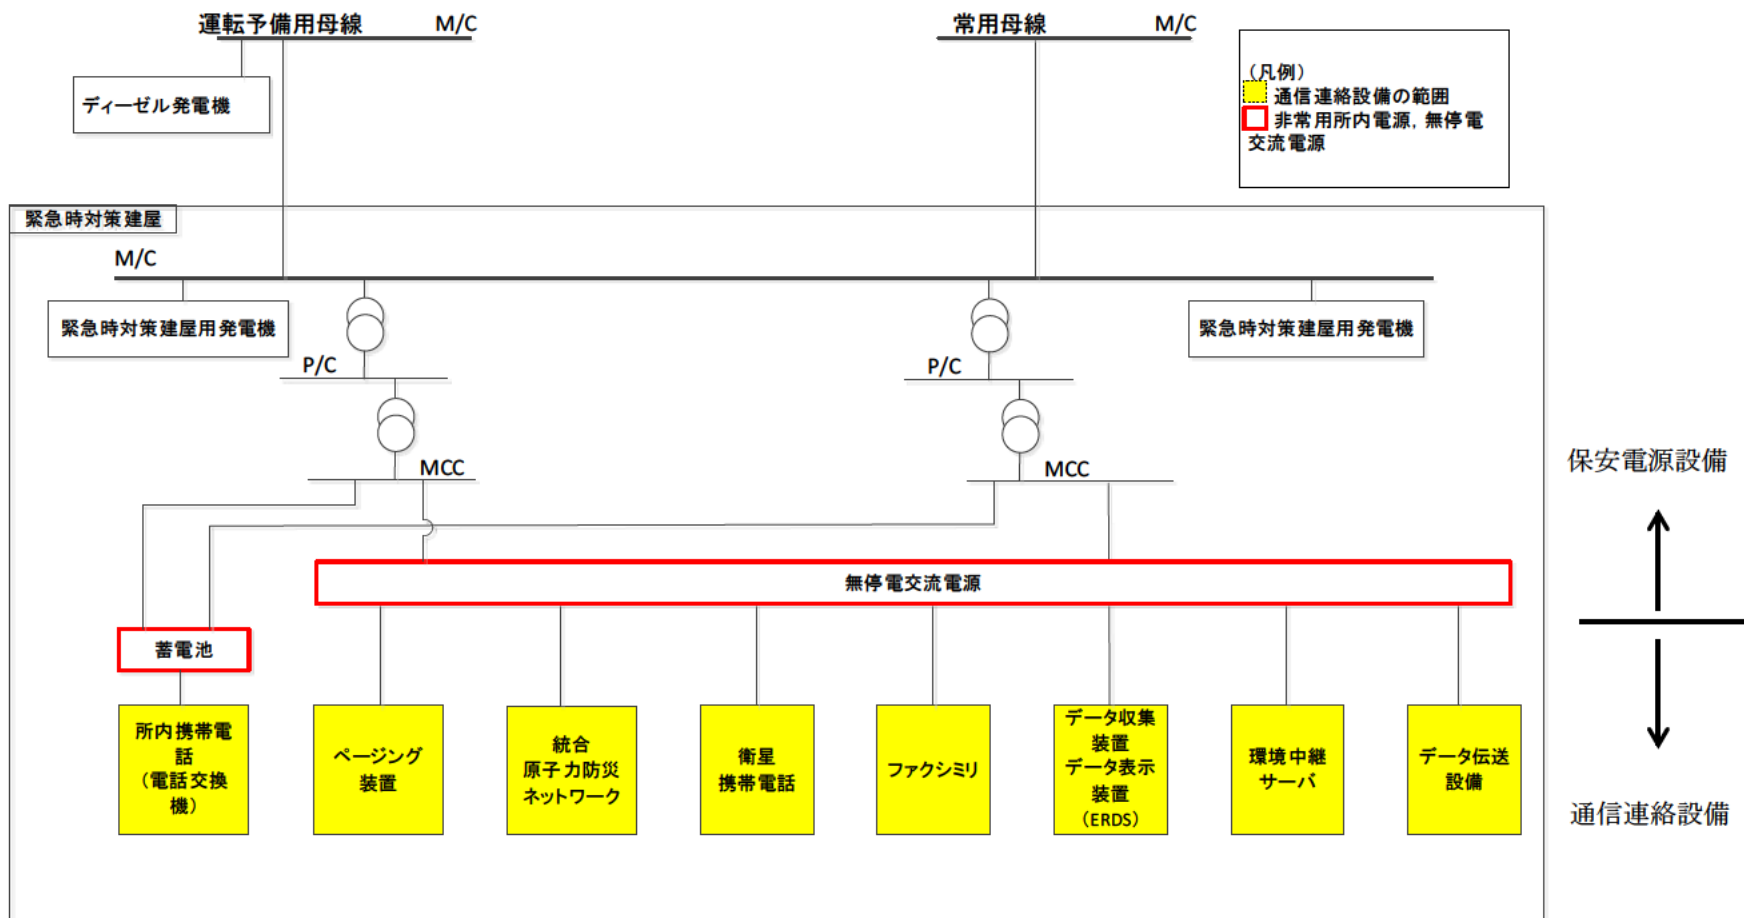 運転予備用母線 M/C
常用母線 M/C
ディーゼル発電機
(凡例)
通信連絡設備の範囲
非常用所内電源，無停電
交流電源
緊急時対策建屋
M/C
緊急時対策建屋用発電機
緊急時対策建屋用発電機
P/C
P/C
MCC
MCC
保安電源設備
無停電交流電源
蓄電池
所内携帯電
話
(電話交換
機)
ページング
装置
統合
原子力防災
ネットワーク
衛星
携帯電話
ファクシミリ
データ収集
装置
データ表示
装置
(ERDS)
環境中継
サーバ
データ伝送
設備
通信連絡設備